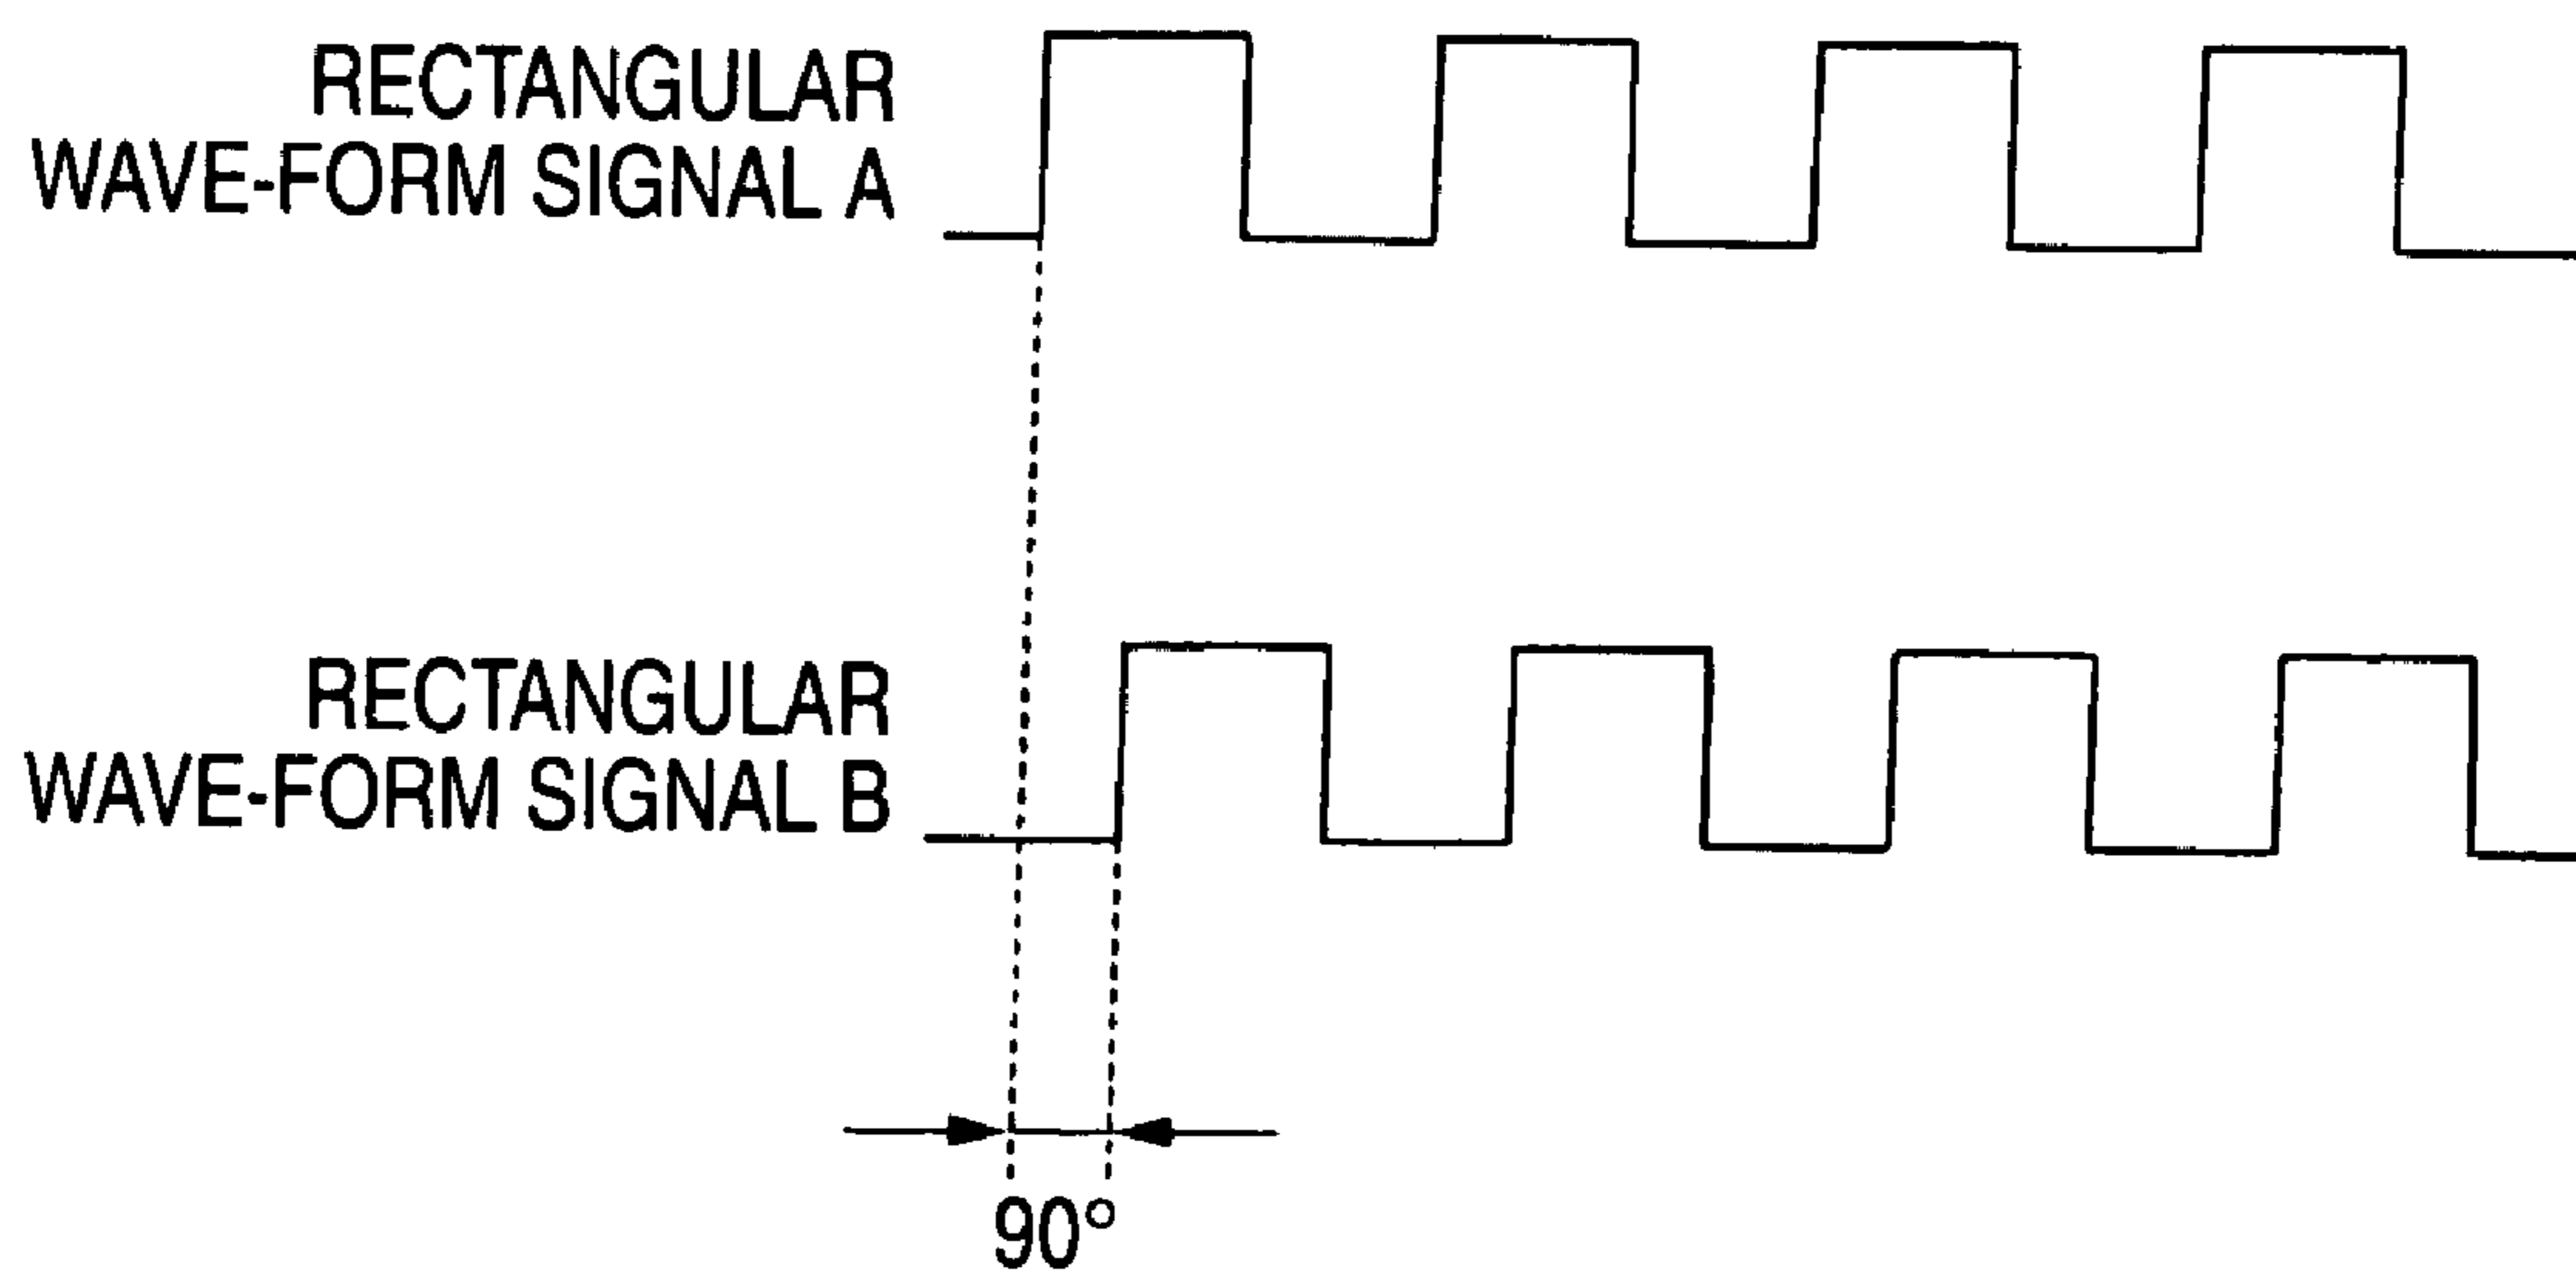 RECTANGULAR
WAVE-FORM SIGNAL A
RECTANGULAR
WAVE-FORM SIGNAL B
90°